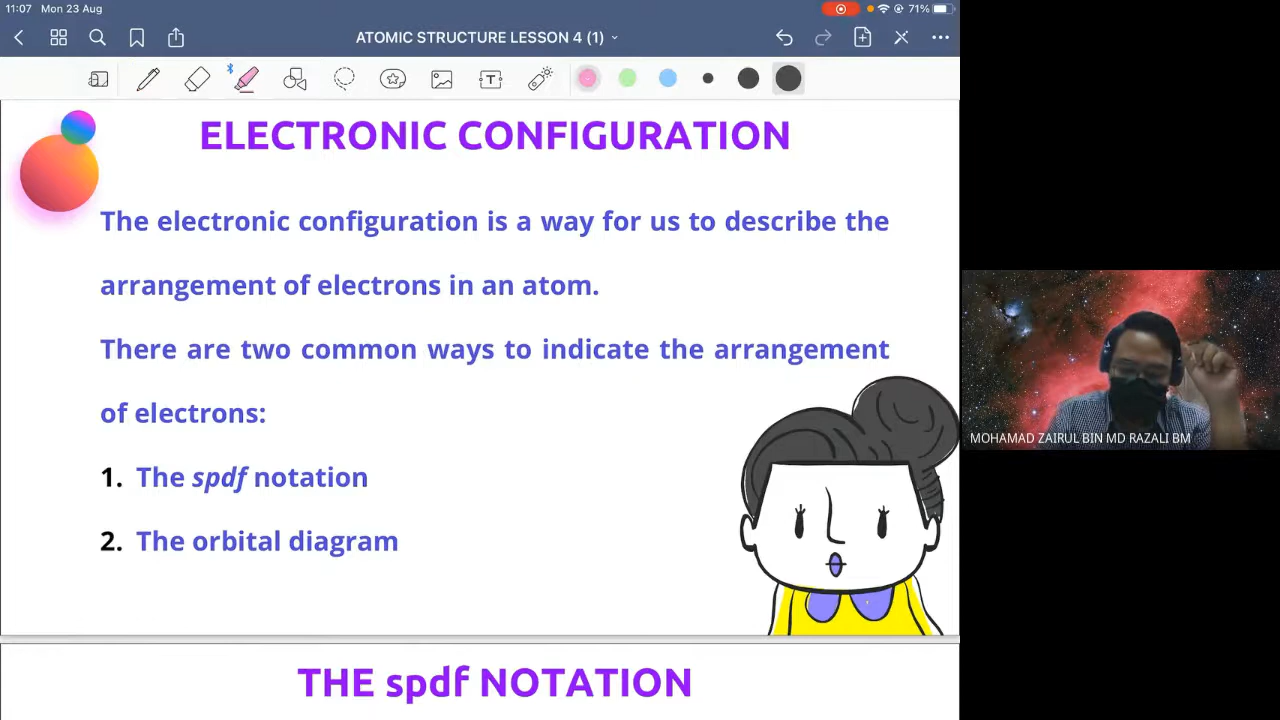 11:07 Mon 23 Aug
71%
ATOMIC STRUCTURE LESSON 4 (1)
ELECTRONIC CONFIGURATION
The electronic configuration is a way for us to describe the
arrangement of electrons in an atom.
There are two common ways to indicate the arrangement
of electrons:
1. The spdf notation
2. The orbital diagram
MOHAMAD ZAIRUL BIN MD RAZALI BM
THE spdf NOTATION